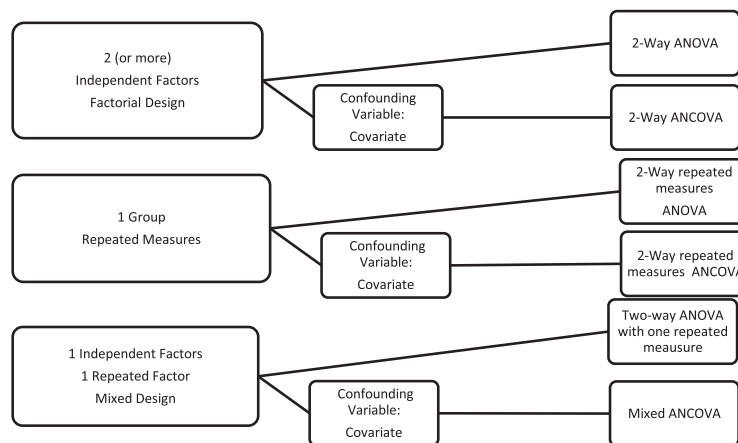 2 (or more)
Independent Factors
Factorial Design
2-Way ANOVA
Confounding
Variable:
Covariate
2-Way ANCOVA
1 Group
Repeated Measures
2-Way repeated
measures
ANOVA
Confounding
Variable:
Covariate
2-Way repeated
measures ANCOVA
1 Independent Factors
1 Repeated Factor
Mixed Design
Two-way ANOVA
with one repeated
meausure
Confounding
Variable:
Covariate
Mixed ANCOVA